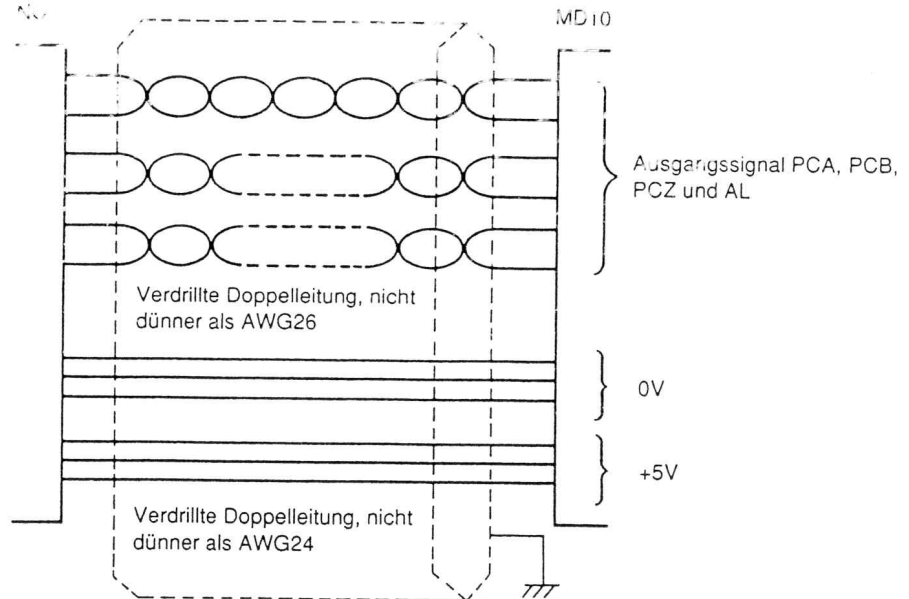 MD10
Ausgangssignal PCA, PCB,
PCZ und AL
Verdrillte Doppelleitung, nicht
dünner als AWG26
0V
+5V
Verdrillte Doppelleitung, nicht
dünner als AWG24